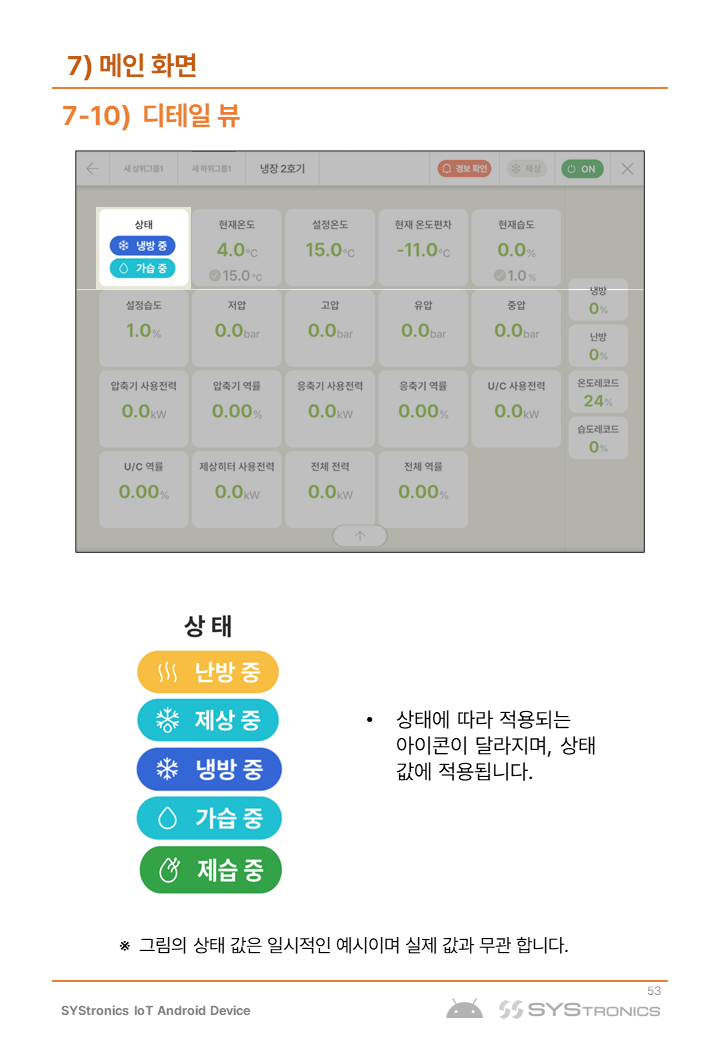 7) 메인 화면
7-10) 디테일 뷰
새 상위그룹1 새 하위그룹1 냉장 2호기 경보 확인 제상 ON
상태 현재온도 설정온도 현재 온도편차 현재습도
냉방 중 4.0°C 15.0°C -11.0°C 0.0%
가습 중 15.0°C 1.0%
냉방
0%
설정습도 저압 고압 유압 중압
1.0% 0.0bar 0.0bar 0.0bar 0.0bar
난방
0%
압축기 사용전력 압축기 역률 응축기 사용전력 응축기 역률 U/C 사용전력
0.0kW 0.00% 0.0kW 0.00% 0.0kW
온도레코드
24%
습도레코드
0%
U/C 역률 제상히터 사용전력 전체 전력 전체 역률
0.00% 0.0kW 0.0kW 0.00%
상 태
난방 중
제상 중
냉방 중
가습 중
제습 중
• 상태에 따라 적용되는
아이콘이 달라지며, 상태
값에 적용됩니다.
※ 그림의 상태 값은 일시적인 예시이며 실제 값과 무관 합니다.
53
SYStronics IoT Android Device
SYSTRONICS